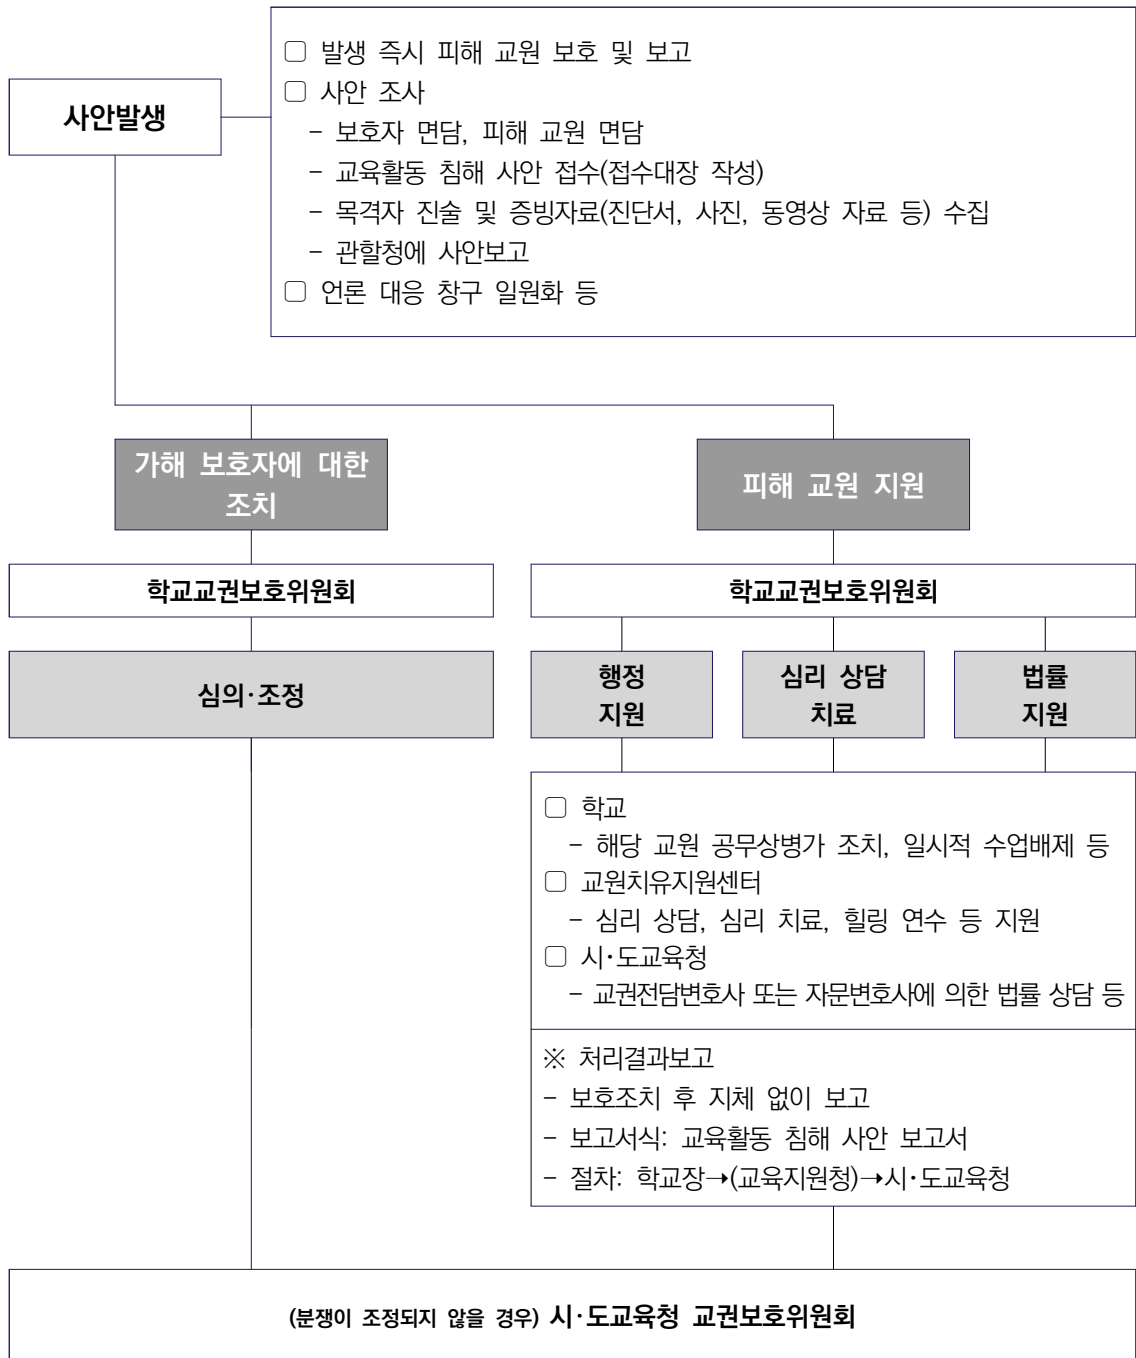 사안발생
▢ 발생 즉시 피해 교원 보호 및 보고
▢ 사안 조사
- 보호자 면담, 피해 교원 면담
- 교육활동 침해 사안 접수(접수대장 작성)
- 목격자 진술 및 증빙자료(진단서, 사진, 동영상 자료 등) 수집
- 관할청에 사안보고
▢ 언론 대응 창구 일원화 등
가해 보호자에 대한
조치
피해 교원 지원
학교교권보호위원회
학교교권보호위원회
심의·조정
행정
지원
심리 상담
치료
법률
지원
▢ 학교
- 해당 교원 공무상병가 조치, 일시적 수업배제 등
▢ 교원치유지원센터
- 심리 상담, 심리 치료, 힐링 연수 등 지원
▢ 시·도교육청
- 교권전담변호사 또는 자문변호사에 의한 법률 상담 등
※ 처리결과보고
- 보호조치 후 지체 없이 보고
- 보고서식: 교육활동 침해 사안 보고서
- 절차: 학교장→(교육지원청)→시·도교육청
(분쟁이 조정되지 않을 경우) 시·도교육청 교권보호위원회